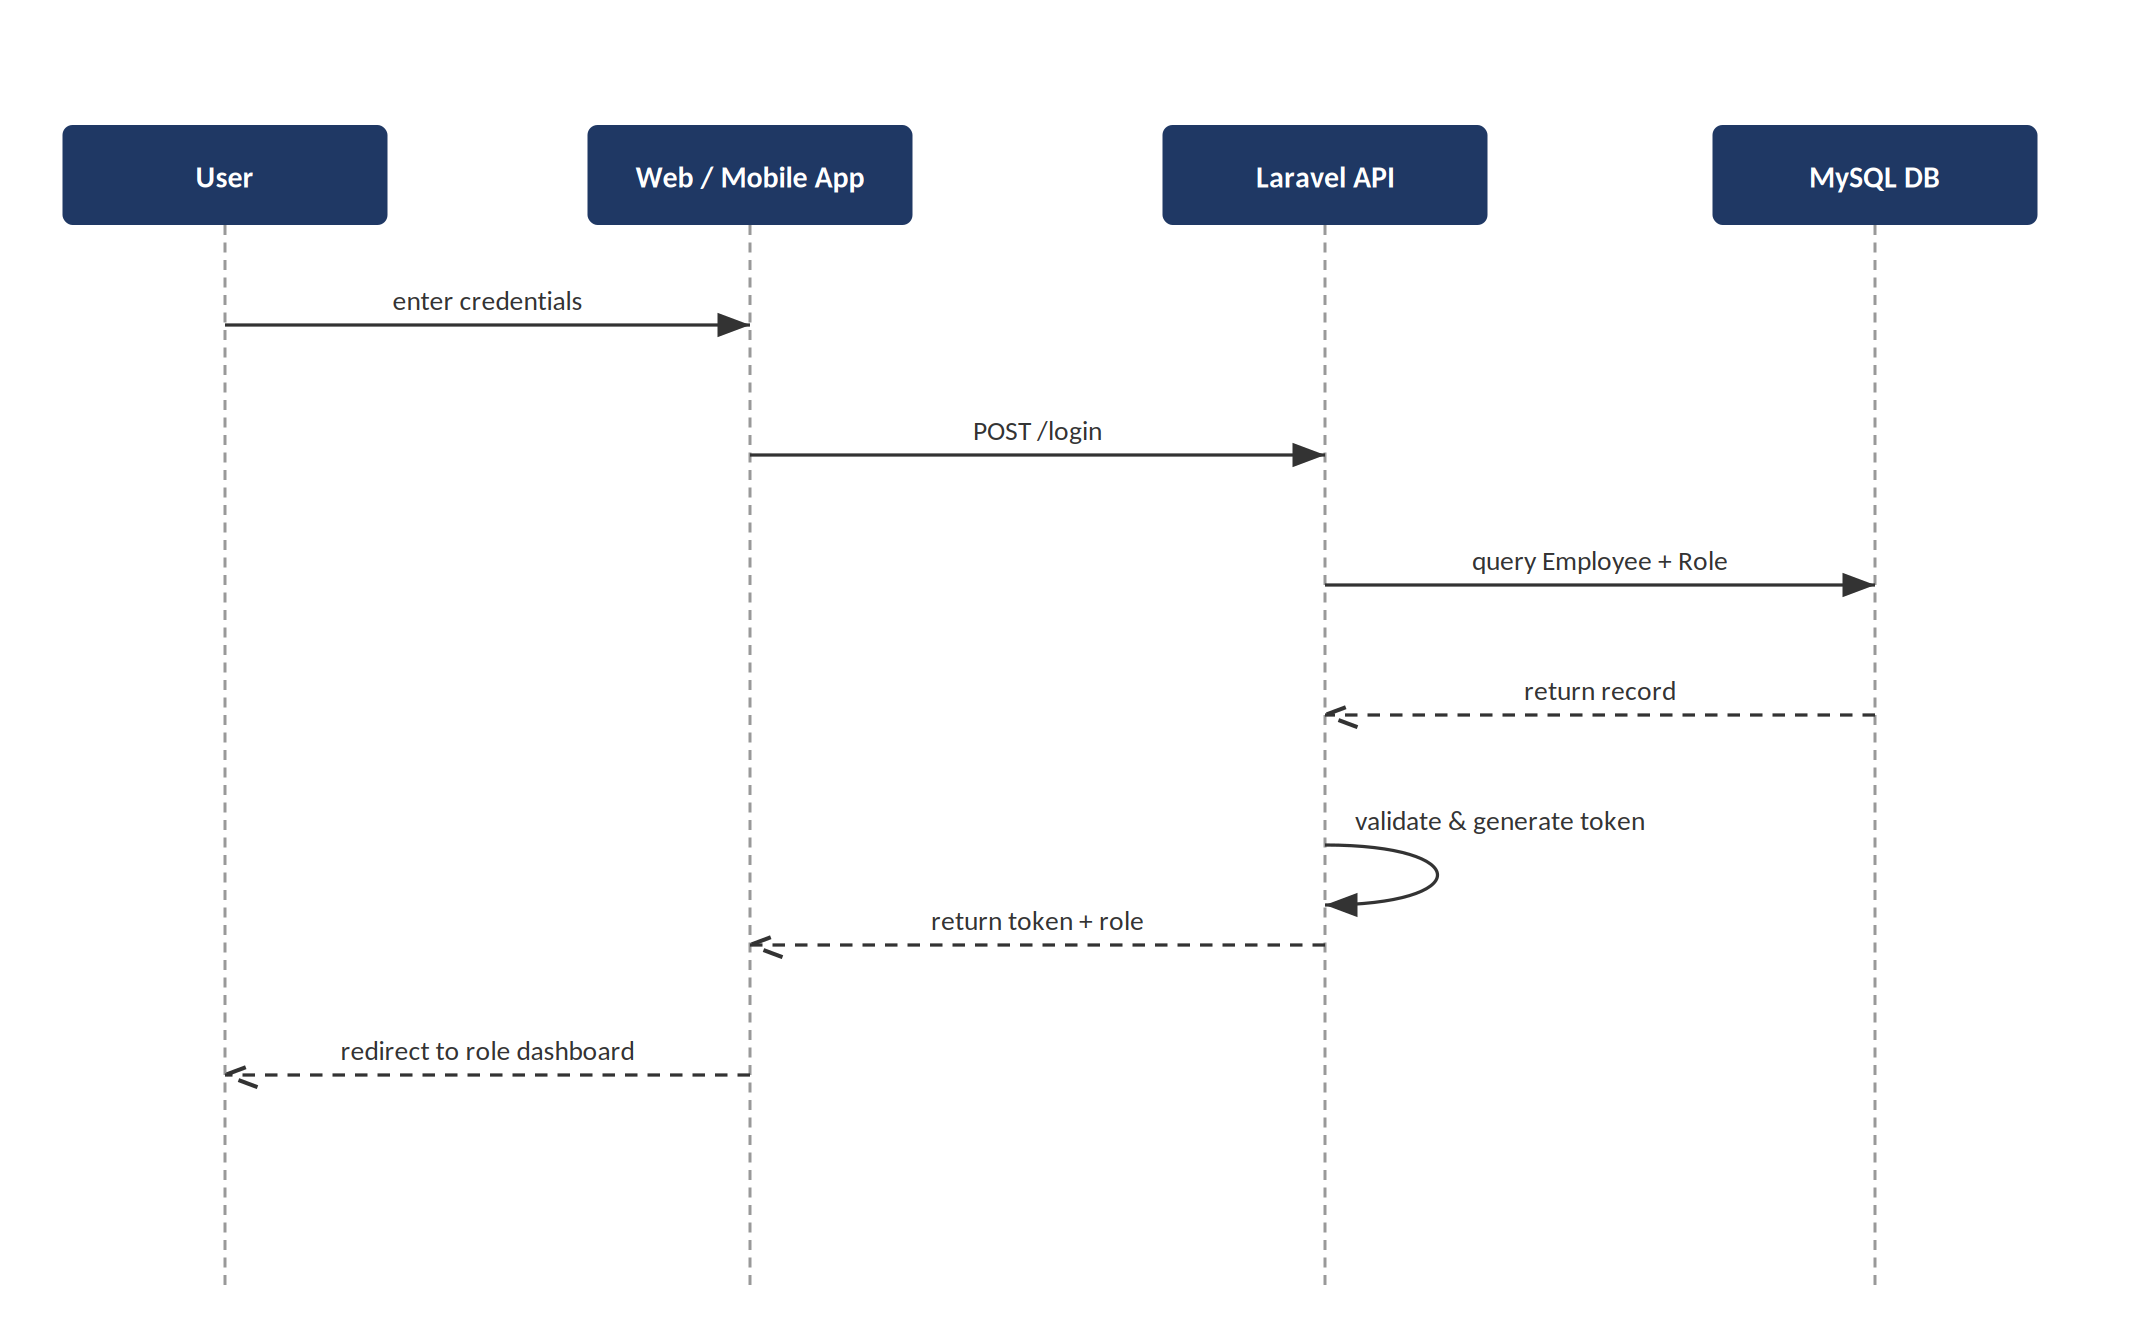 User
Web / Mobile App
Laravel API
MySQL DB
enter credentials
POST /login
query Employee + Role
return record
validate & generate token
return token + role
redirect to role dashboard